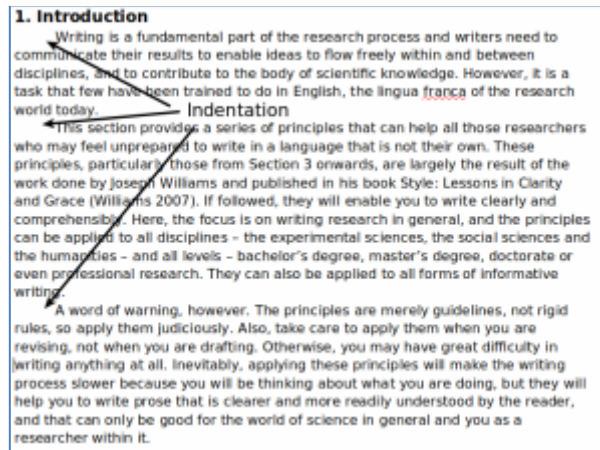 1. Introduction
Writing is a fundamental part of the research process and writers need to
communicate their results to enable ideas to flow freely within and between
disciplines, and to contribute to the body of scientific knowledge. However, it is a
task that few have been trained to do in English, the lingua franca of the research
world today.
Indentation
This section provides a series of principles that can help all those researchers
who may feel unprepared to write in a language that is not their own. These
principles, particularly those from Section 3 onwards, are largely the result of the
work done by Joseph Williams and published in his book Style: Lessons in Clarity
and Grace (Williams 2007). If followed, they will enable you to write clearly and
comprehensibly. Here, the focus is on writing research in general, and the principles
can be applied to all disciplines – the experimental sciences, the social sciences and
the humanities – and all levels – bachelor's degree, master's degree, doctorate or
even professional research. They can also be applied to all forms of informative
writing.
A word of warning, however. The principles are merely guidelines, not rigid
rules, so apply them judiciously. Also, take care to apply them when you are
revising, not when you are drafting. Otherwise, you may have great difficulty in
writing anything at all. Inevitably, applying these principles will make the writing
process slower because you will be thinking about what you are doing, but they will
help you to write prose that is clearer and more readily understood by the reader,
and that can only be good for the world of science in general and you as a
researcher within it.